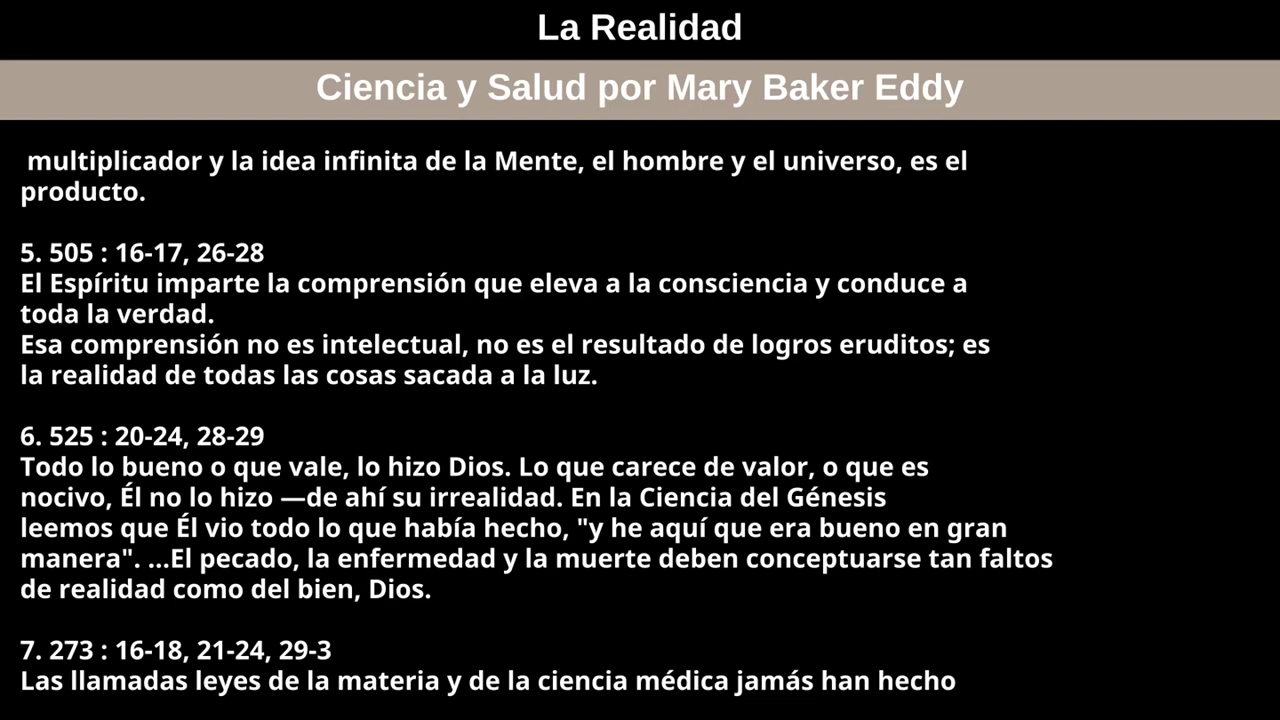 La Realidad
Ciencia y Salud por Mary Baker Eddy
multiplicador y la idea infinita de la Mente, el hombre y el universo, es el
producto.
5. 505 : 16-17, 26-28
El Espíritu imparte la comprensión que eleva a la consciencia y conduce a
toda la verdad.
Esa comprensión no es intelectual, no es el resultado de logros eruditos; es
la realidad de todas las cosas sacada a la luz.
6. 525 : 20-24, 28-29
Todo lo bueno o que vale, lo hizo Dios. Lo que carece de valor, o que es
nocivo, Él no lo hizo —de ahí su irrealidad. En la Ciencia del Génesis
leemos que Él vio todo lo que había hecho, "y he aquí que era bueno en gran
manera". ...El pecado, la enfermedad y la muerte deben conceptuarse tan faltos
de realidad como del bien, Dios.
7. 273 : 16-18, 21-24, 29-3
Las llamadas leyes de la materia y de la ciencia médica jamás han hecho